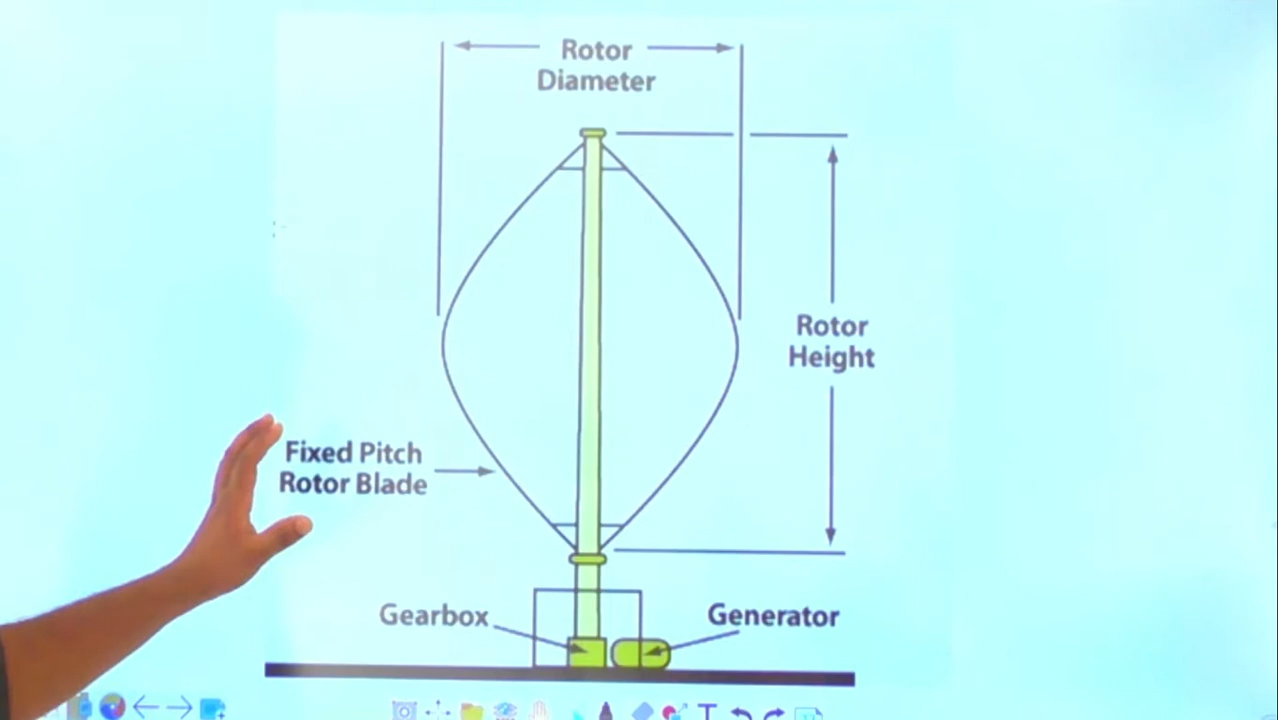 Rotor
Diameter
Rotor
Height
Fixed Pitch
Rotor Blade
Gearbox
Generator